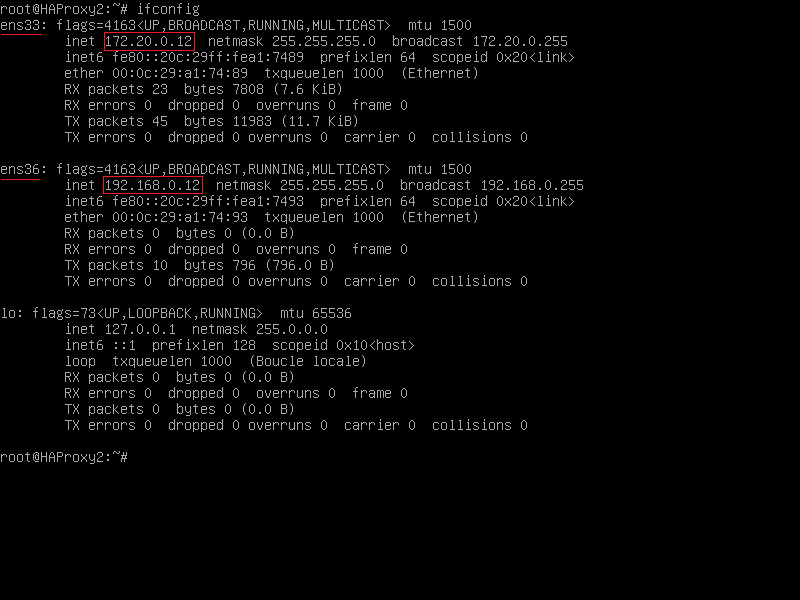 root@HAProxy2:~# ifconfig
ens33: flags=4163<UP,BROADCAST,RUNNING,MULTICAST>  mtu 1500
        inet 172.20.0.12  netmask 255.255.255.0  broadcast 172.20.0.255
        inet6 fe80::20c:29ff:fea1:7489  prefixlen 64  scopeid 0x20<link>
        ether 00:0c:29:a1:74:89  txqueuelen 1000  (Ethernet)
        RX packets 23  bytes 7808 (7.6 KiB)
        RX errors 0  dropped 0  overruns 0  frame 0
        TX packets 45  bytes 11983 (11.7 KiB)
        TX errors 0  dropped 0 overruns 0  carrier 0  collisions 0

ens36: flags=4163<UP,BROADCAST,RUNNING,MULTICAST>  mtu 1500
        inet 192.168.0.12  netmask 255.255.255.0  broadcast 192.168.0.255
        inet6 fe80::20c:29ff:fea1:7493  prefixlen 64  scopeid 0x20<link>
        ether 00:0c:29:a1:74:93  txqueuelen 1000  (Ethernet)
        RX packets 0  bytes 0 (0.0 B)
        RX errors 0  dropped 0  overruns 0  frame 0
        TX packets 10  bytes 796 (796.0 B)
        TX errors 0  dropped 0 overruns 0  carrier 0  collisions 0

lo: flags=73<UP,LOOPBACK,RUNNING>  mtu 65536
        inet 127.0.0.1  netmask 255.0.0.0
        inet6 ::1  prefixlen 128  scopeid 0x10<host>
        loop  txqueuelen 1000  (Boucle locale)
        RX packets 0  bytes 0 (0.0 B)
        RX errors 0  dropped 0  overruns 0  frame 0
        TX packets 0  bytes 0 (0.0 B)
        TX errors 0  dropped 0 overruns 0  carrier 0  collisions 0

root@HAProxy2:~#